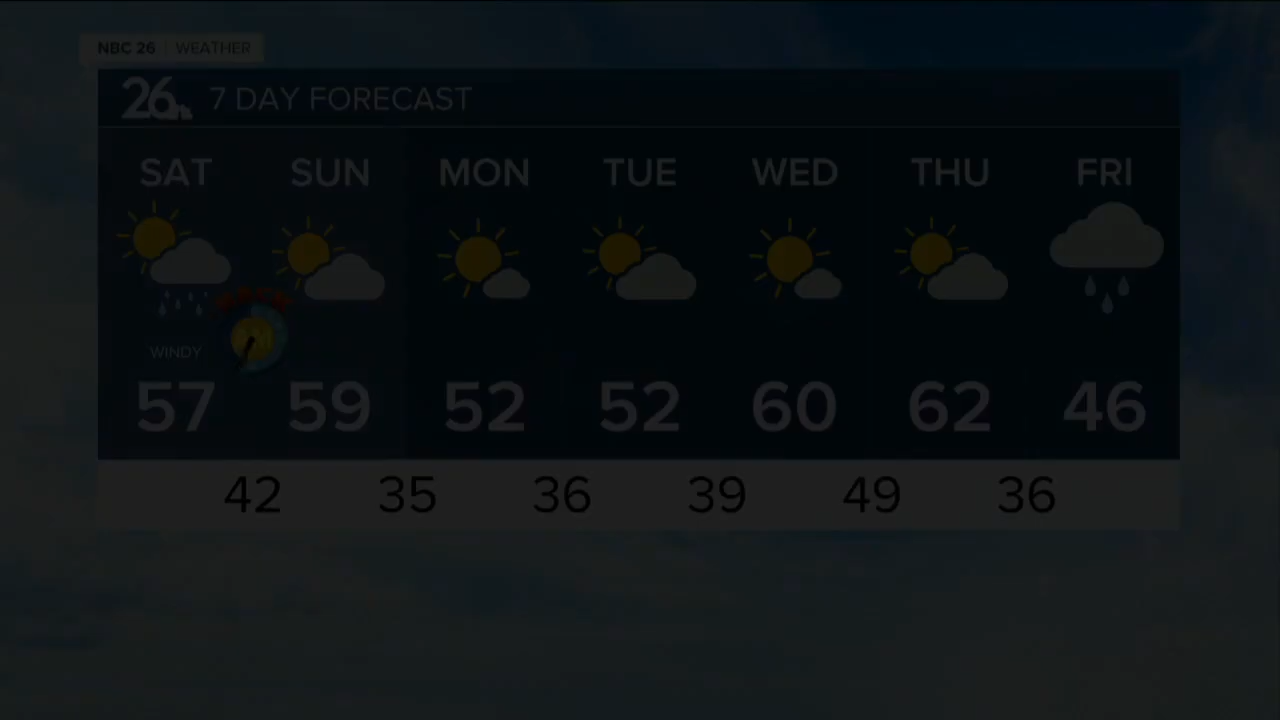 NBC 26 | WEATHER
26 7 DAY FORECAST
SAT SUN MON TUE WED THU FRI
WINDY
57 59 52 52 60 62 46
42 35 36 39 49 36